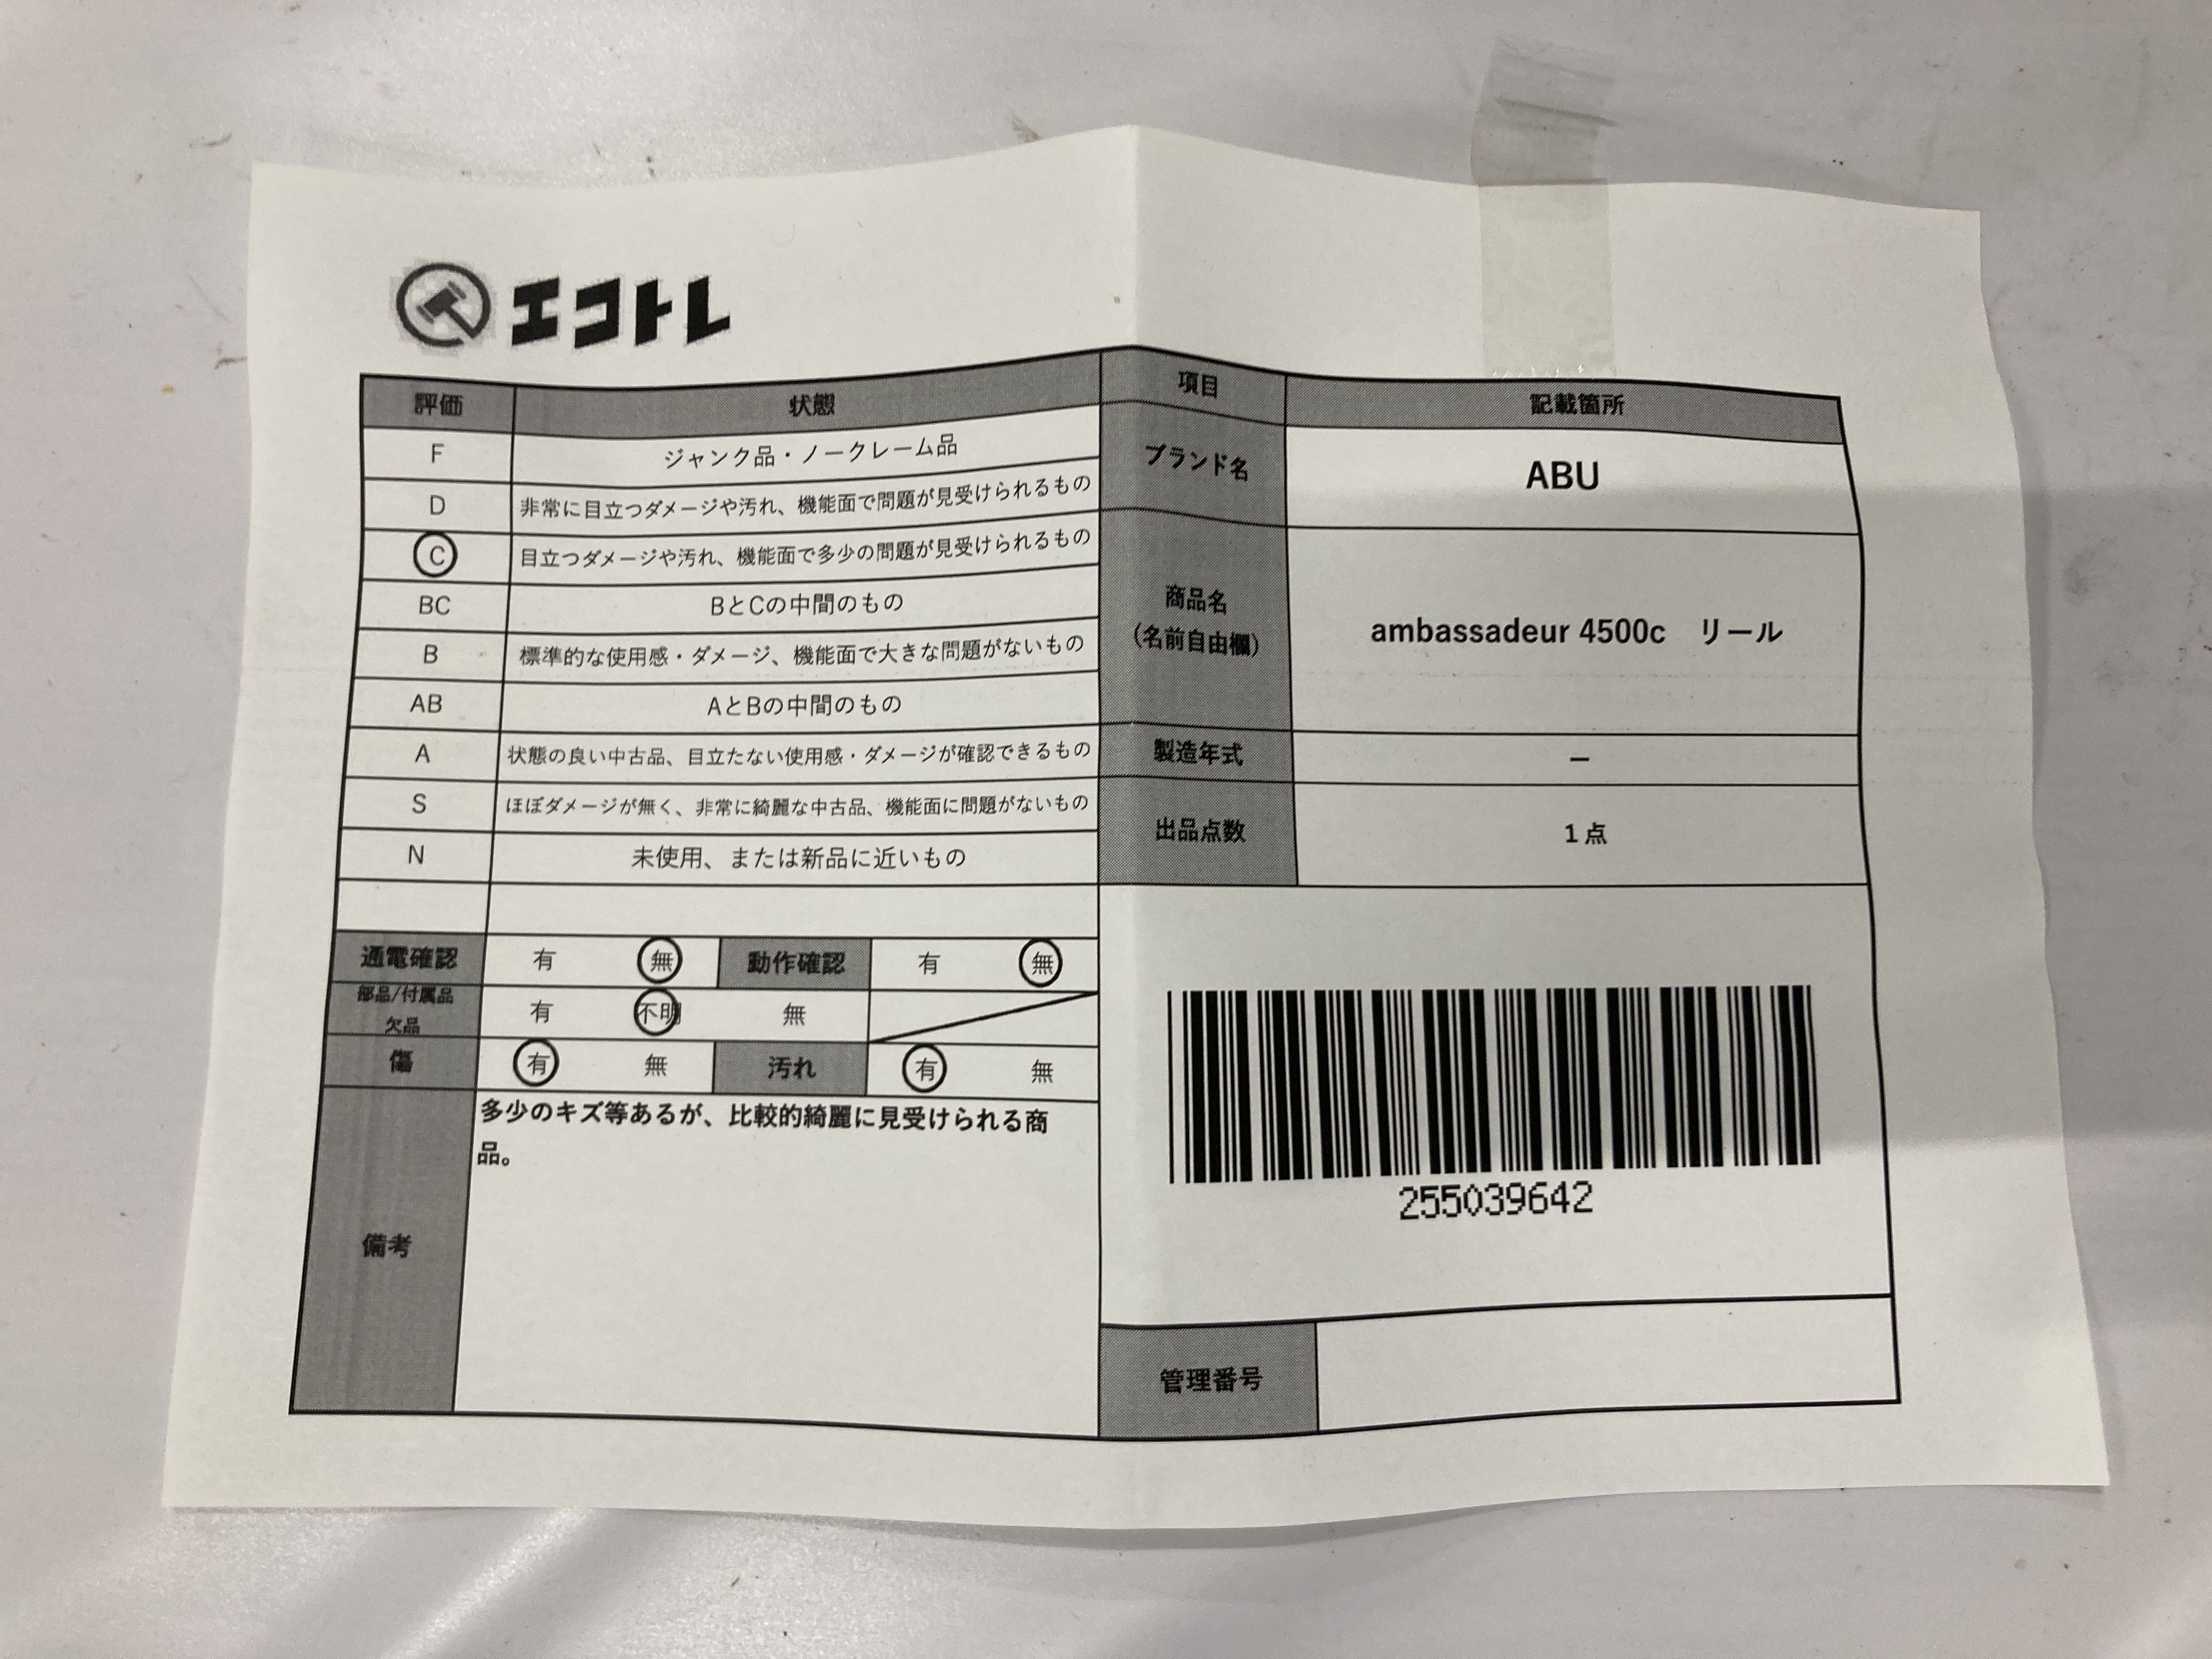 エコトレ
評価 状態
F ジャンク品・ノークレーム品
D 非常に目立つダメージや汚れ、機能面で問題が見受けられるもの
C 目立つダメージや汚れ、機能面で多少の問題が見受けられるもの
BC BとCの中間のもの
B 標準的な使用感・ダメージ、機能面で大きな問題がないもの
AB AとBの中間のもの
A 状態の良い中古品、目立たない使用感・ダメージが確認できるもの
S ほぼダメージが無く、非常に綺麗な中古品、機能面に問題がないもの
N 未使用、または新品に近いもの
通電確認 有 無 動作確認 有 無
部品/付属品
欠品 有 不明 無
傷 有 無 汚れ 有 無
備考
多少のキズ等あるが、比較的綺麗に見受けられる商
品。
項目 記載箇所
ブランド名 ABU
商品名
(名前自由欄) ambassadeur 4500c リール
製造年式 ー
出品点数 1点
255039642
管理番号